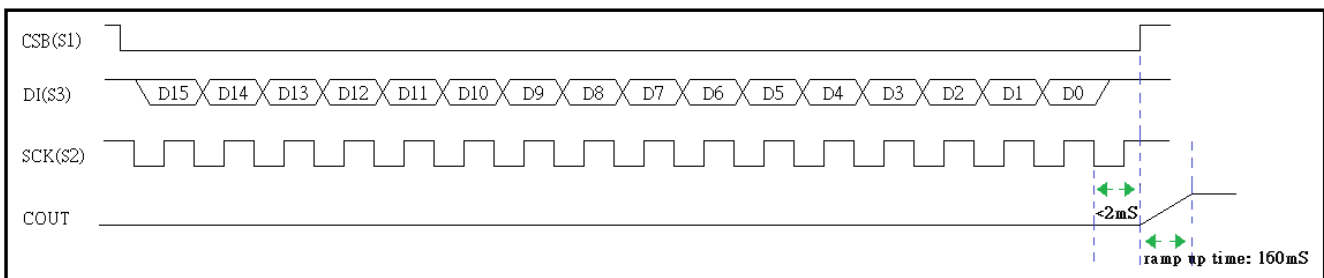 CSB(S1)
DI(S3) D15 D14 D13 D12 D11 D10 D9 D8 D7 D6 D5 D4 D3 D2 D1 D0
SCK(S2)
<2mS
COUT
ramp up time: 160mS